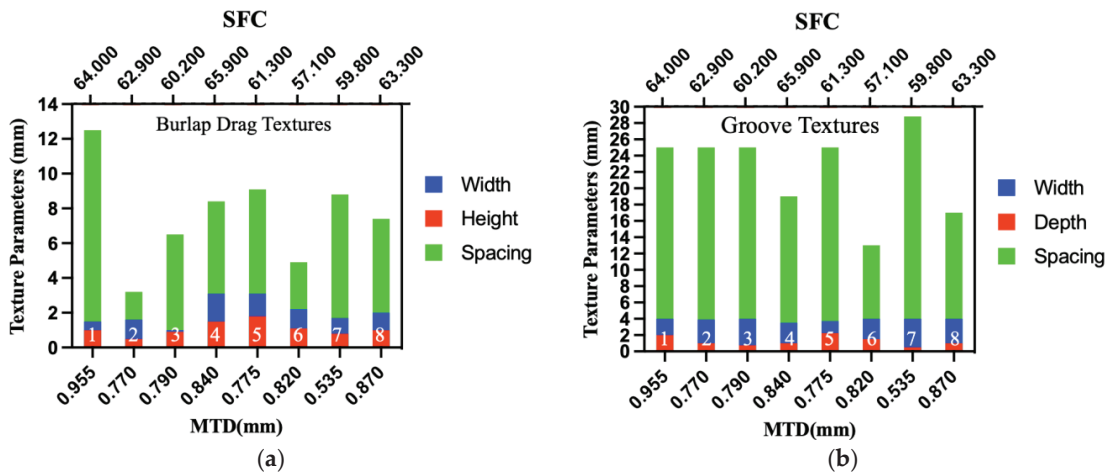 SFC
64.000 62.900 60.200 65.900 61.300 57.100 59.800 63.300
Burlap Drag Textures
Texture Parameters (mm)
14
12
10
8
6
4
2
0
1 2 3 4 5 6 7 8
0.955 0.770 0.790 0.840 0.775 0.820 0.535 0.870
MTD(mm)
Width
Height
Spacing
(a)
SFC
64.000 62.900 60.200 65.900 61.300 57.100 59.800 63.300
Groove Textures
Texture Parameters (mm)
30
28
26
24
22
20
18
16
14
12
10
8
6
4
2
0
1 2 3 4 5 6 7 8
0.955 0.770 0.790 0.840 0.775 0.820 0.535 0.870
MTD(mm)
Width
Depth
Spacing
(b)